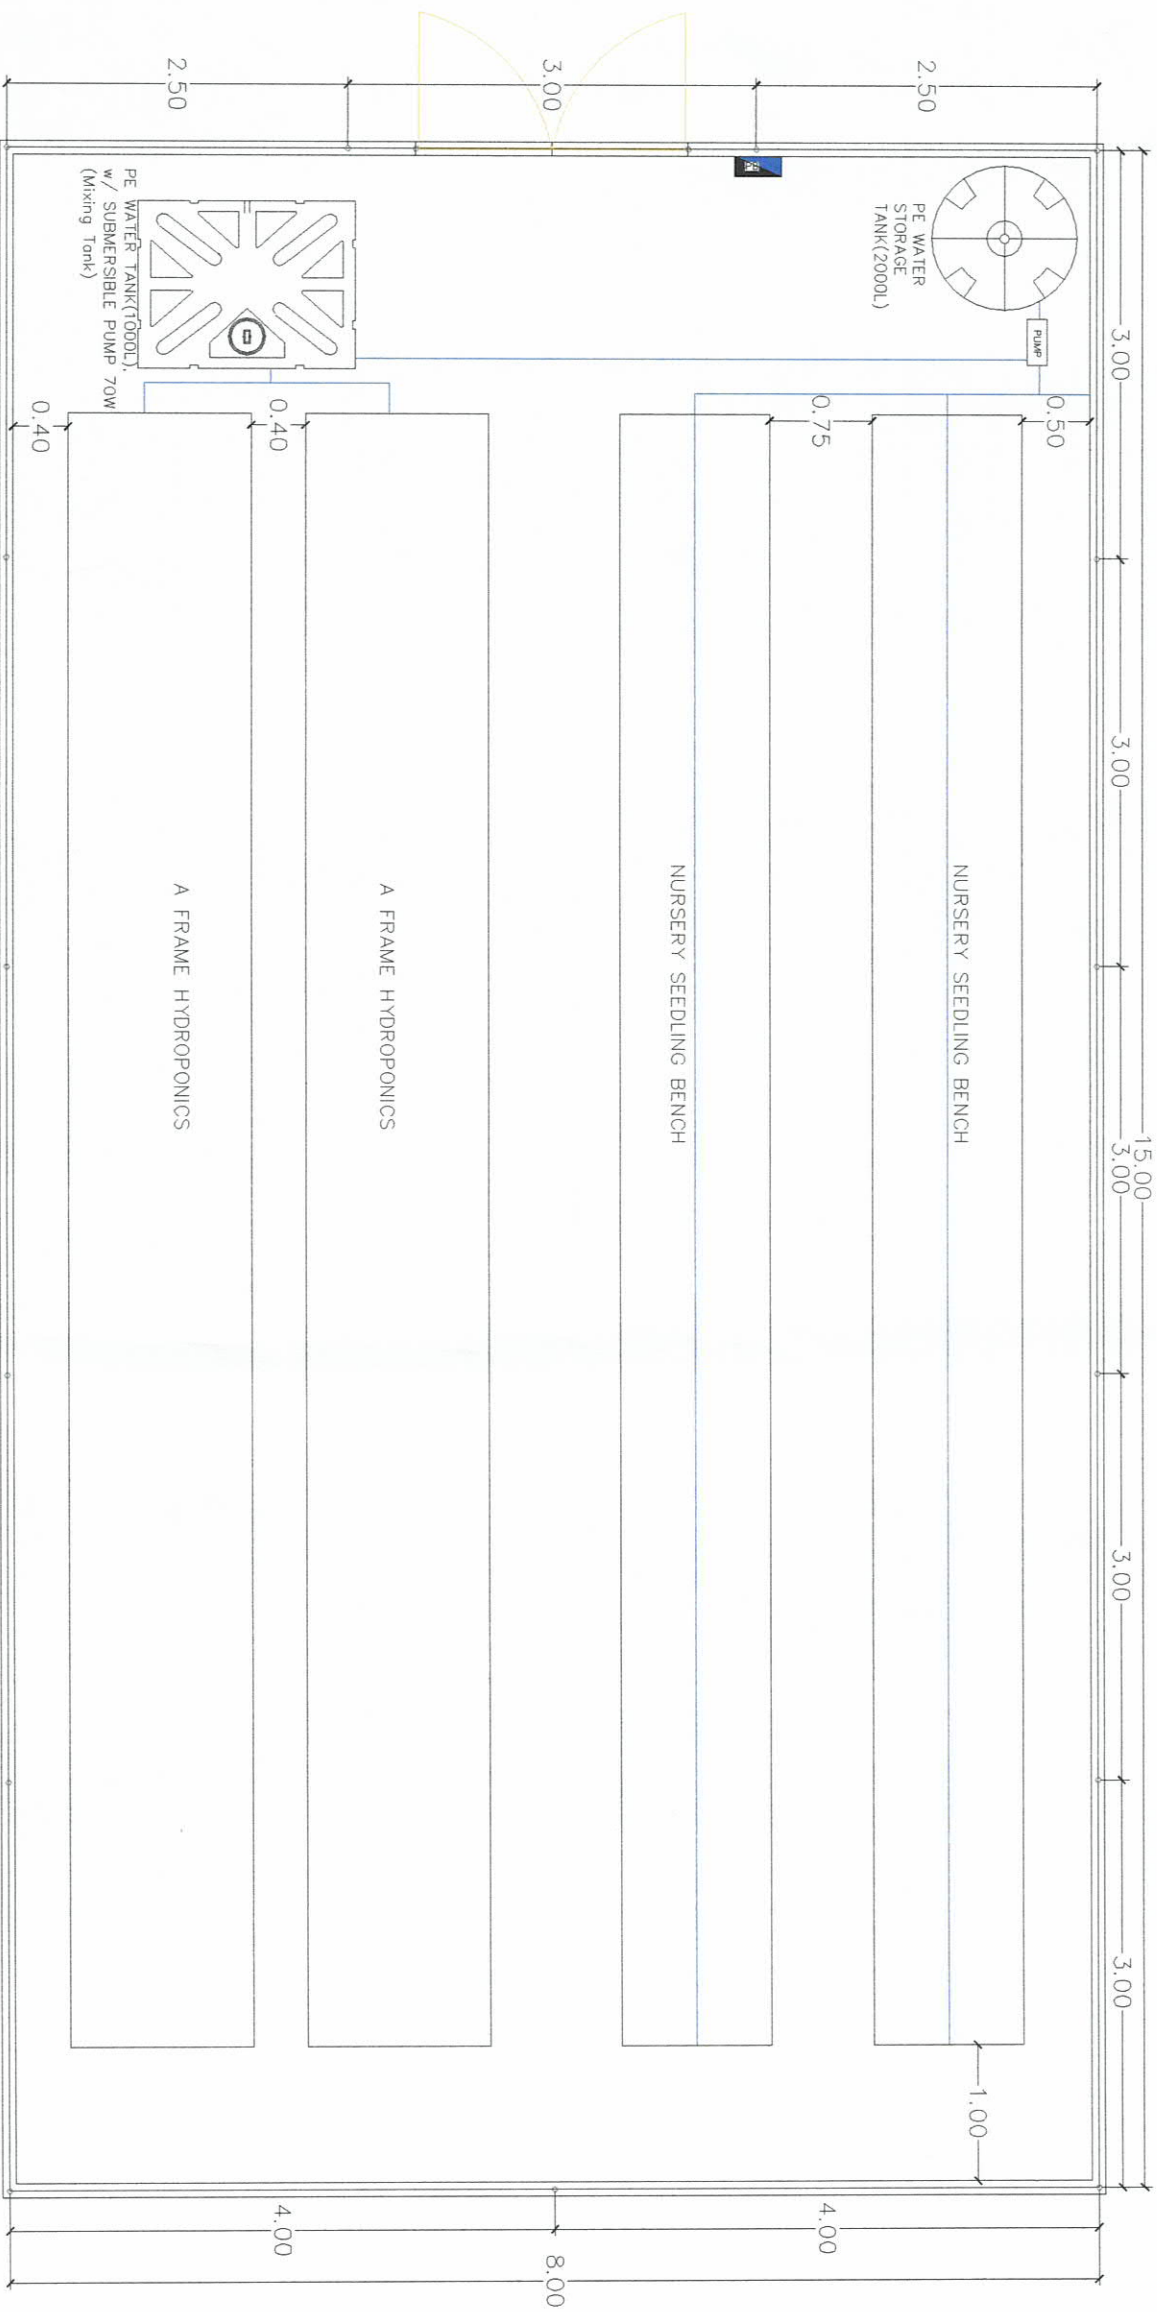 15.00
3.00
3.00
3.00
3.00
3.00
2.50
3.00
2.50
PE WATER
STORAGE
TANK(2000L)
PUMP
0.50
0.75
NURSERY SEEDLING BENCH
NURSERY SEEDLING BENCH
1.00
A FRAME HYDROPONICS
A FRAME HYDROPONICS
0.40
0.40
PE WATER TANK(1000L),
w/ SUBMERSIBLE PUMP 70W
(Mixing Tank)
4.00
4.00
8.00